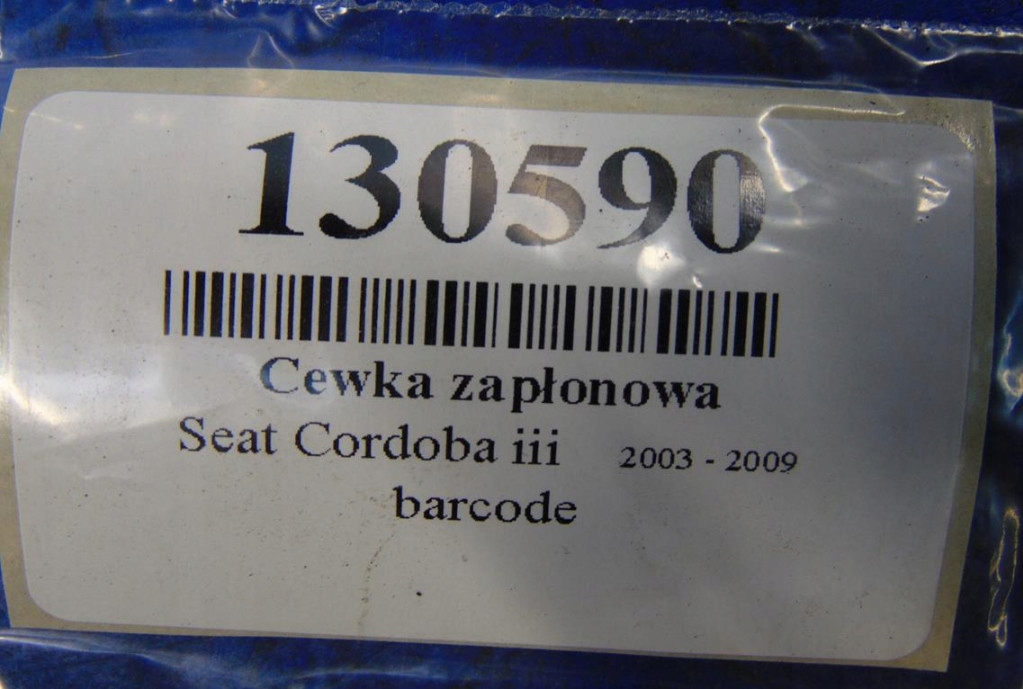 130590
Cewka zapłonowa
Seat Cordoba iii 2003 - 2009
barcode